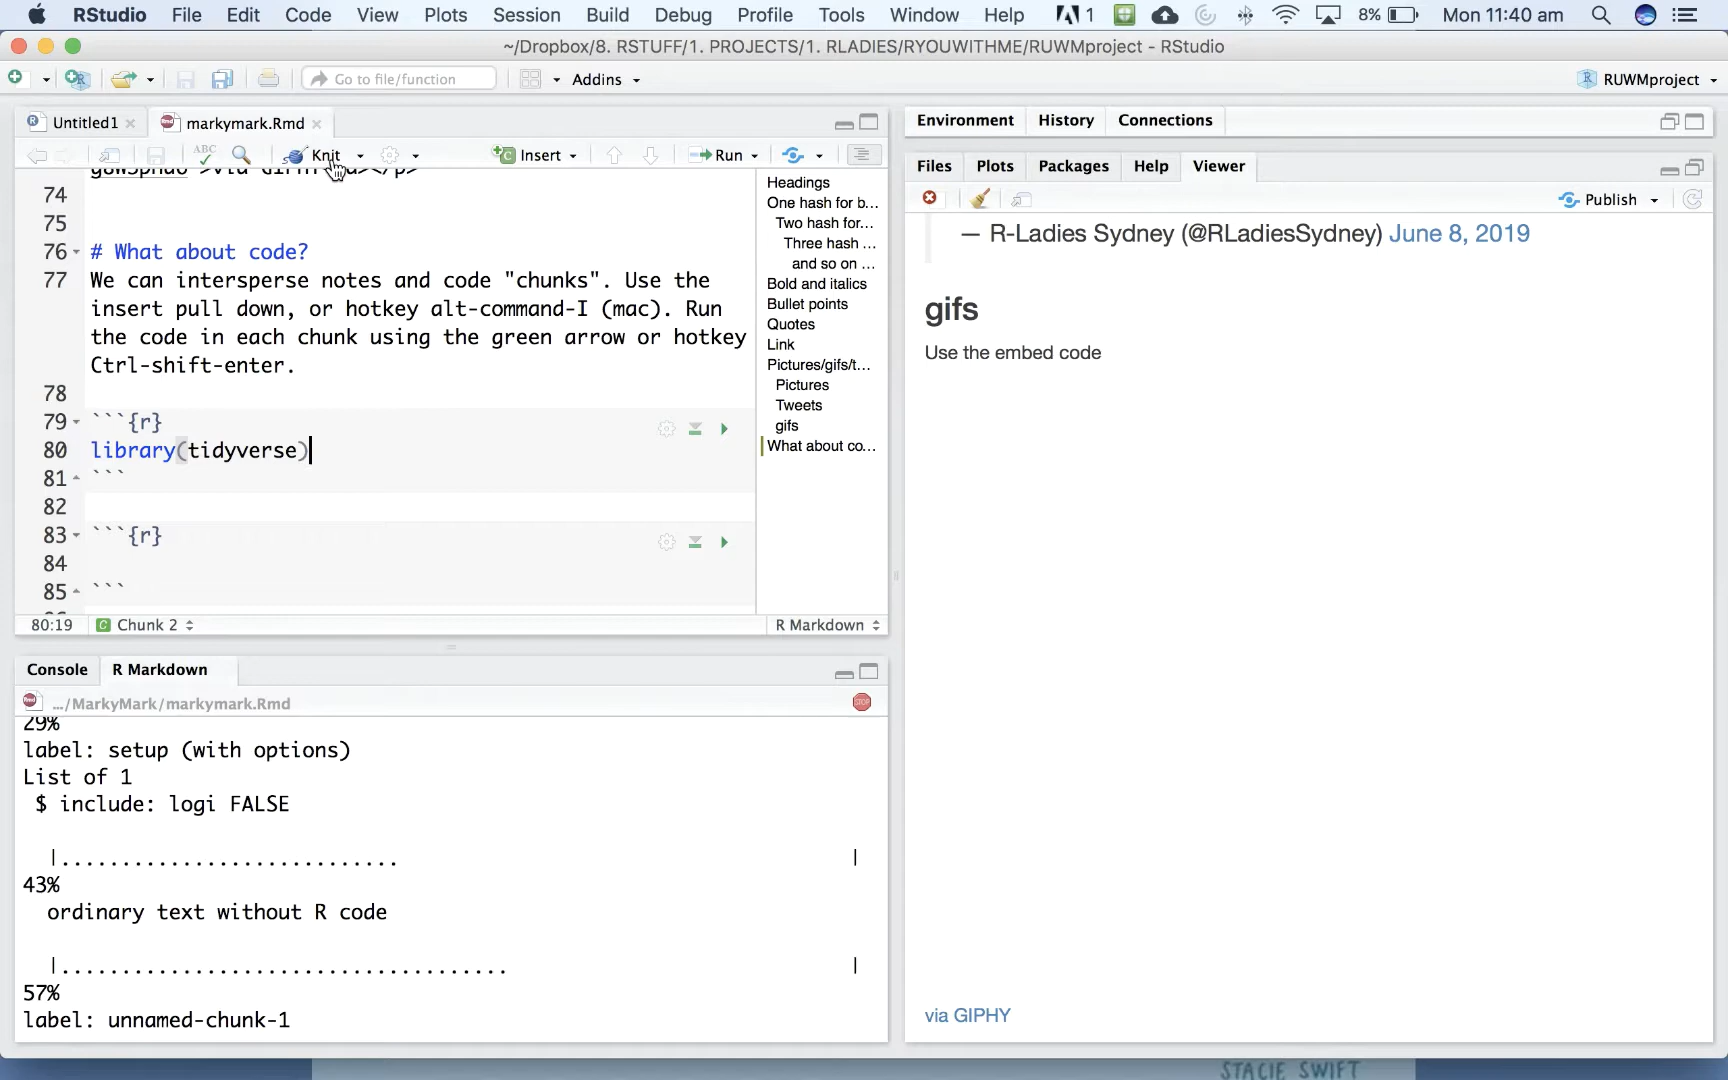 RStudio File Edit Code View Plots Session Build Debug Profile Tools Window Help 1 8% Mon 11:40 am
~/Dropbox/8. RSTUFF/1. PROJECTS/1. RLADIES/RYOUWITHME/RUWMproject - RStudio
Go to file/function Addins RUWMproject
Untitled1 markymark.Rmd
ABC Knit Insert Run
74
75
76 # What about code?
77 We can intersperse notes and code "chunks". Use the
insert pull down, or hotkey alt-command-I (mac). Run
the code in each chunk using the green arrow or hotkey
Ctrl-shift-enter.
78
79 ```{r}
80 library(tidyverse)
81 ```
82
83 ```{r}
84
85 ```
80:19 Chunk 2 R Markdown
Headings
One hash for b...
Two hash for...
Three hash ...
and so on ...
Bold and italics
Bullet points
Quotes
Link
Pictures/gifs/t...
Pictures
Tweets
gifs
What about co...
Console R Markdown
.../MarkyMark/markymark.Rmd
STOP
29%
label: setup (with options)
List of 1
$ include: logi FALSE
|............................ |
43%
ordinary text without R code
|..................................... |
57%
label: unnamed-chunk-1
Environment History Connections
Files Plots Packages Help Viewer
Publish
— R-Ladies Sydney (@RLadiesSydney) June 8, 2019
gifs
Use the embed code
via GIPHY
STACIE SWIFT